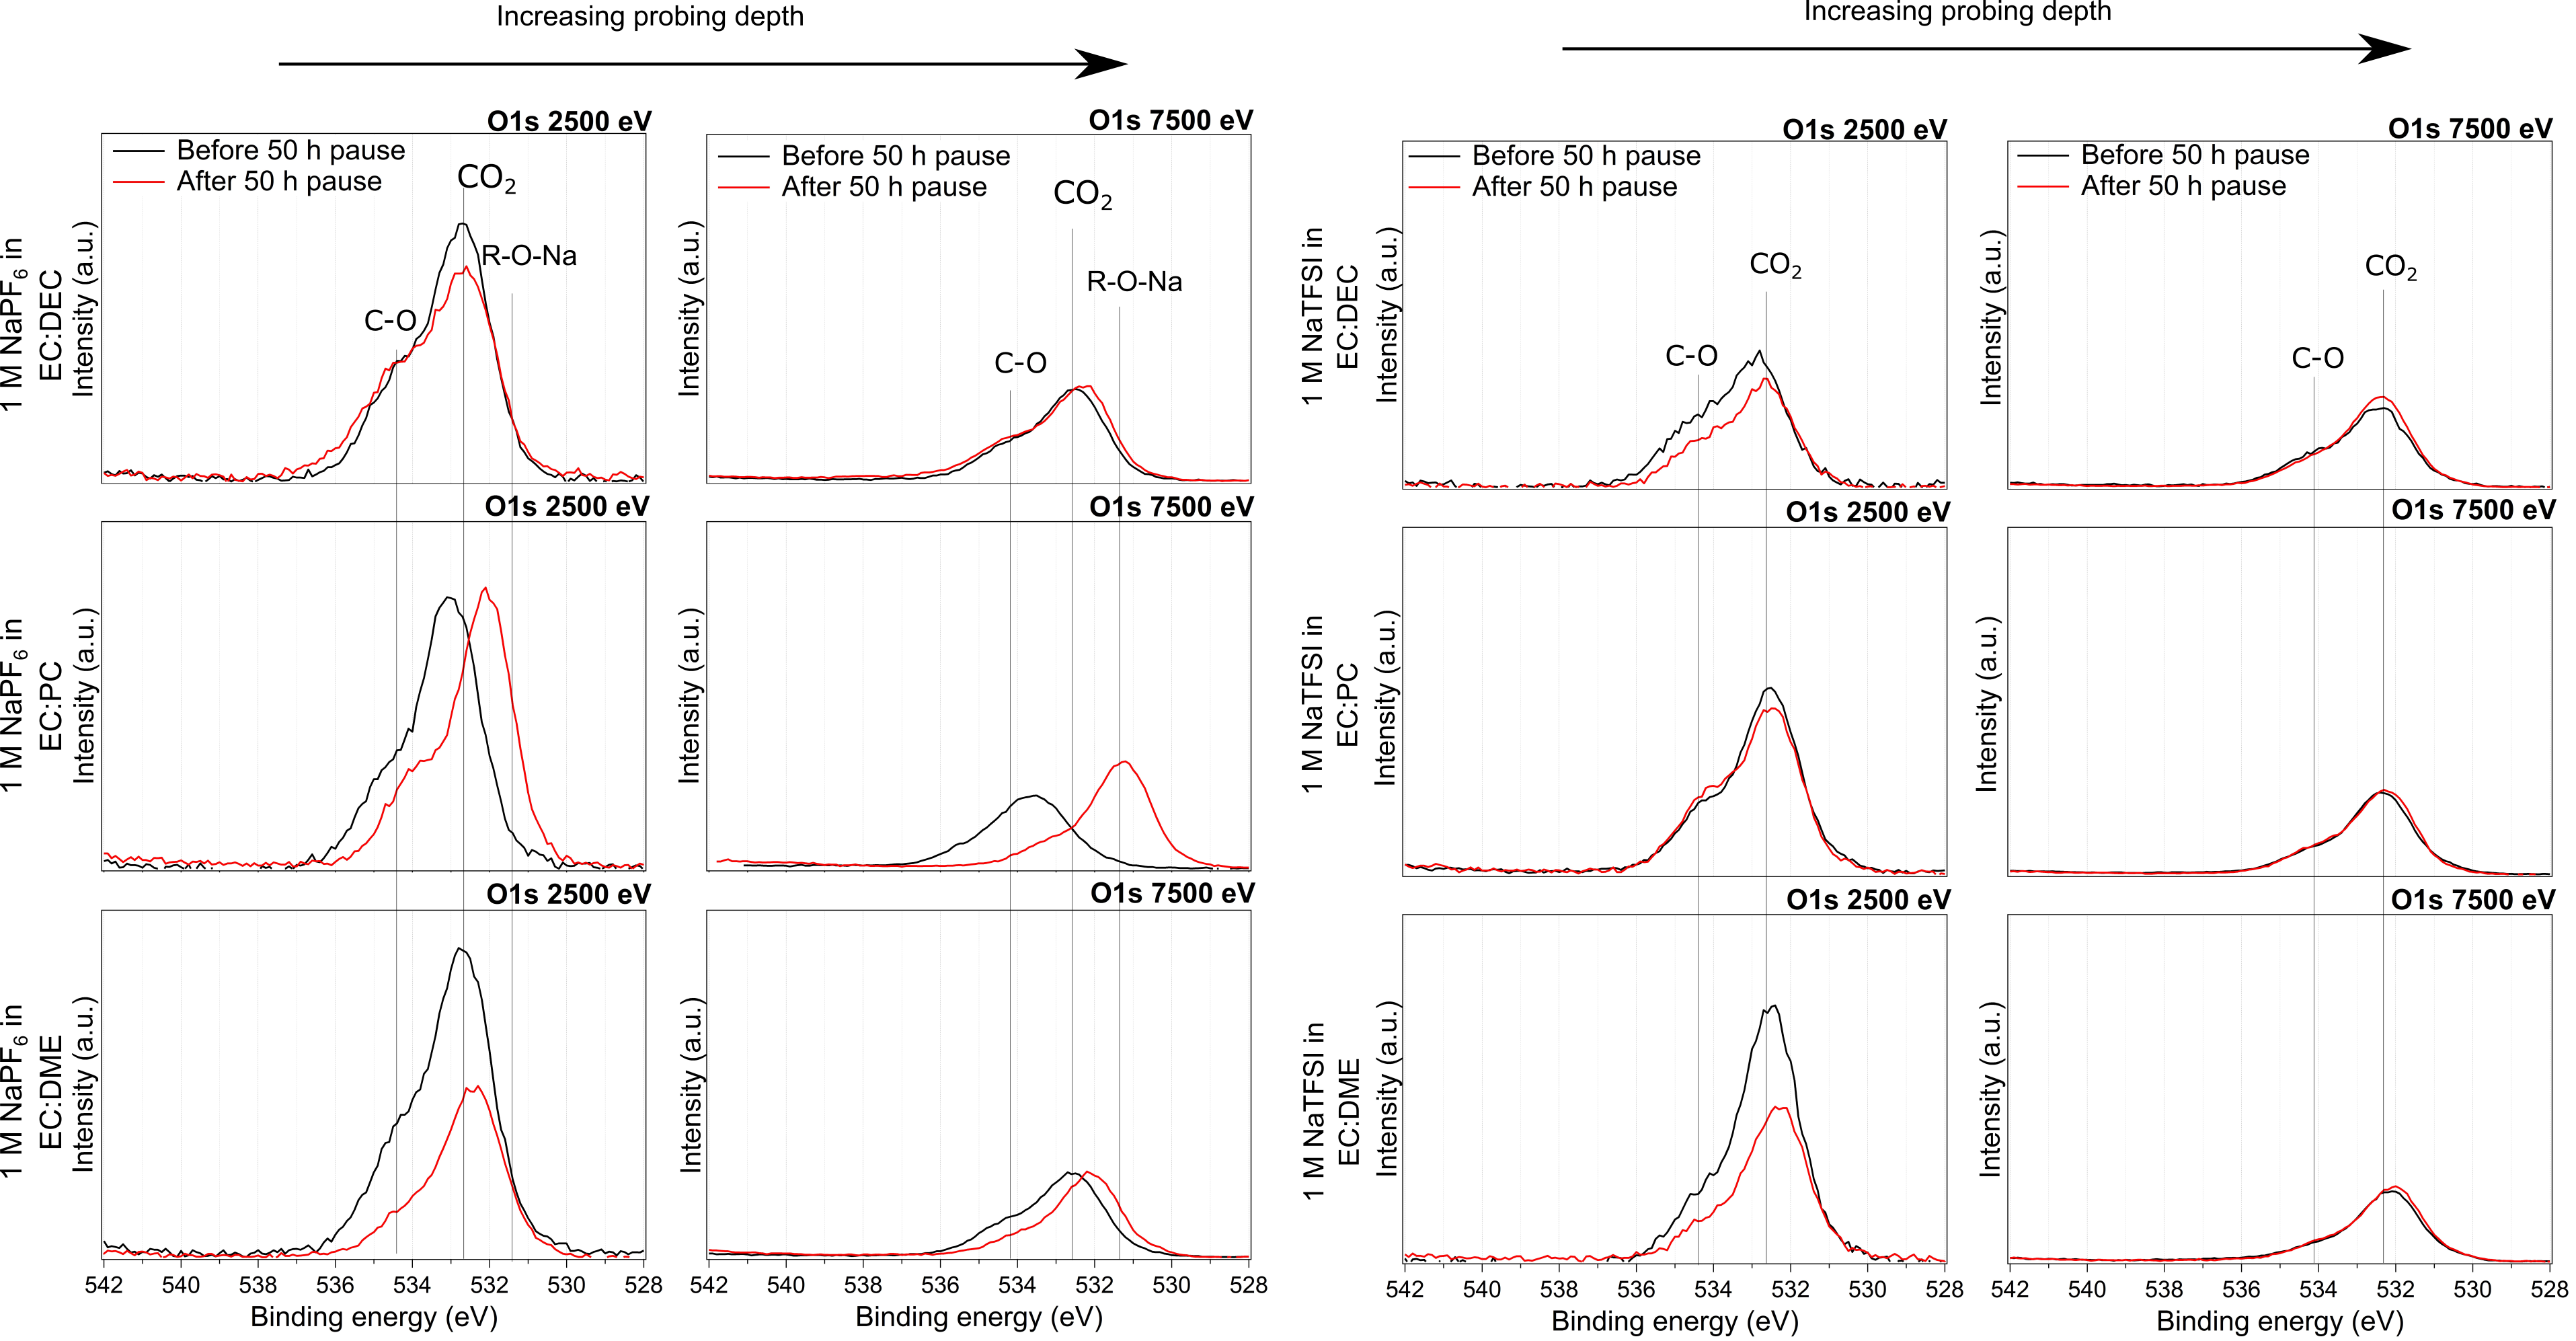 Increasing probing depth
Increasing probing depth
O1s 2500 eV
Before 50 h pause
After 50 h pause
CO₂
R-O-Na
C-O
1 M NaPF₆ in
EC:DEC
Intensity (a.u.)
O1s 7500 eV
Before 50 h pause
After 50 h pause
CO₂
R-O-Na
C-O
Intensity (a.u.)
O1s 2500 eV
Before 50 h pause
After 50 h pause
CO₂
C-O
1 M NaTFSI in
EC:DEC
Intensity (a.u.)
O1s 7500 eV
Before 50 h pause
After 50 h pause
CO₂
C-O
Intensity (a.u.)
O1s 2500 eV
1 M NaPF₆ in
EC:PC
Intensity (a.u.)
O1s 7500 eV
Intensity (a.u.)
O1s 2500 eV
1 M NaTFSI in
EC:PC
Intensity (a.u.)
O1s 7500 eV
Intensity (a.u.)
O1s 2500 eV
1 M NaPF₆ in
EC:DME
Intensity (a.u.)
542 540 538 536 534 532 530 528
Binding energy (eV)
O1s 7500 eV
Intensity (a.u.)
542 540 538 536 534 532 530 528
Binding energy (eV)
O1s 2500 eV
1 M NaTFSI in
EC:DME
Intensity (a.u.)
542 540 538 536 534 532 530 528
Binding energy (eV)
O1s 7500 eV
Intensity (a.u.)
542 540 538 536 534 532 530 528
Binding energy (eV)